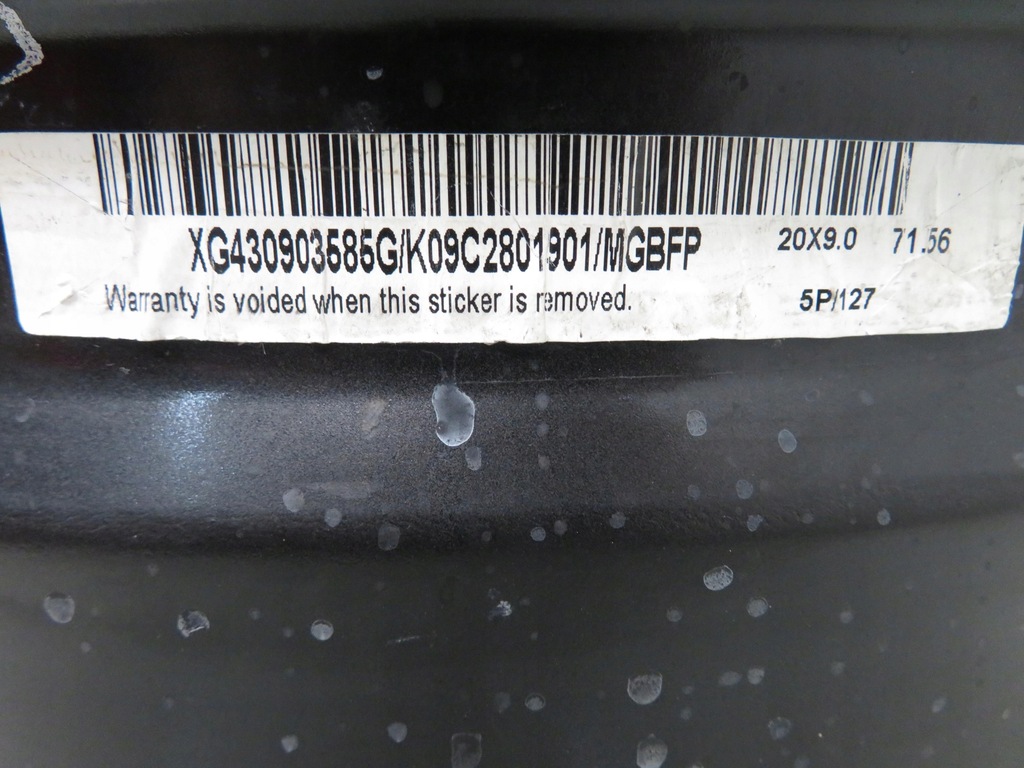 XG430903585G/K09C2801901/MGBFP 20X9.0 71.56
Warranty is voided when this sticker is removed. 5P/127